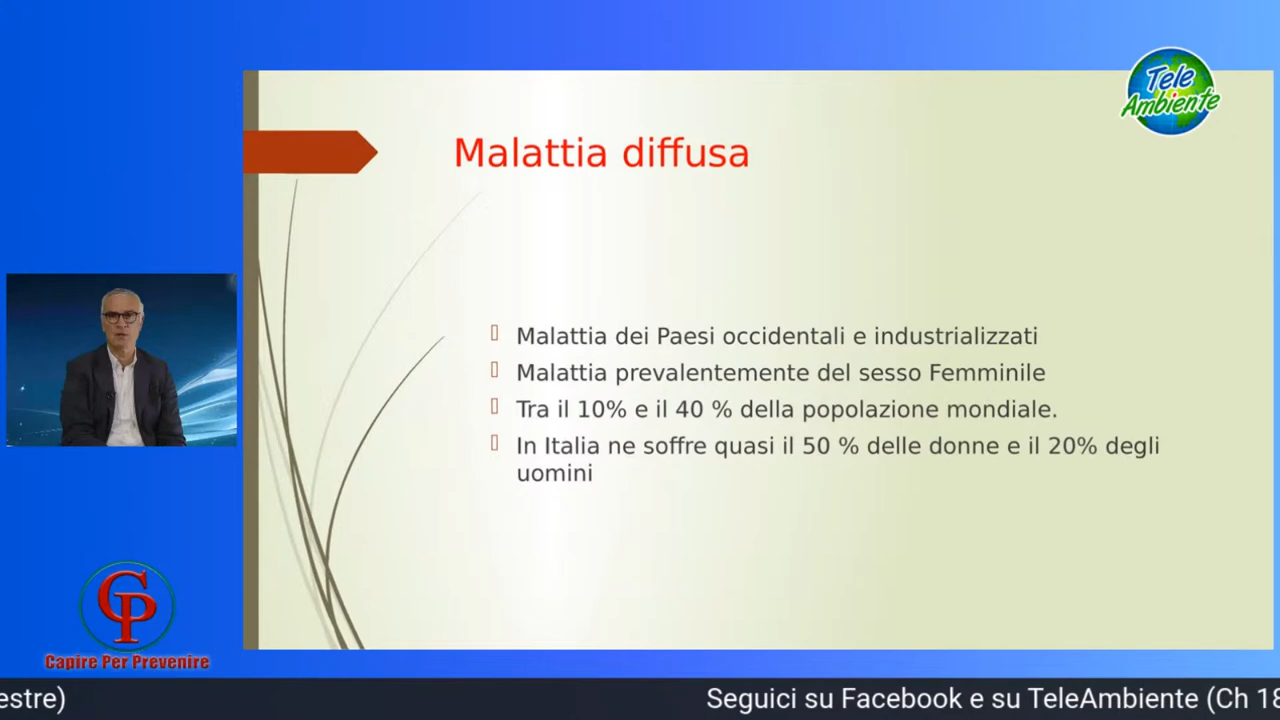 Tele
Ambiente
Malattia diffusa
Malattia dei Paesi occidentali e industrializzati
Malattia prevalentemente del sesso Femminile
Tra il 10% e il 40 % della popolazione mondiale.
In Italia ne soffre quasi il 50 % delle donne e il 20% degli
uomini
CP
Capire Per Prevenire
estre) Seguici su Facebook e su TeleAmbiente (Ch 18